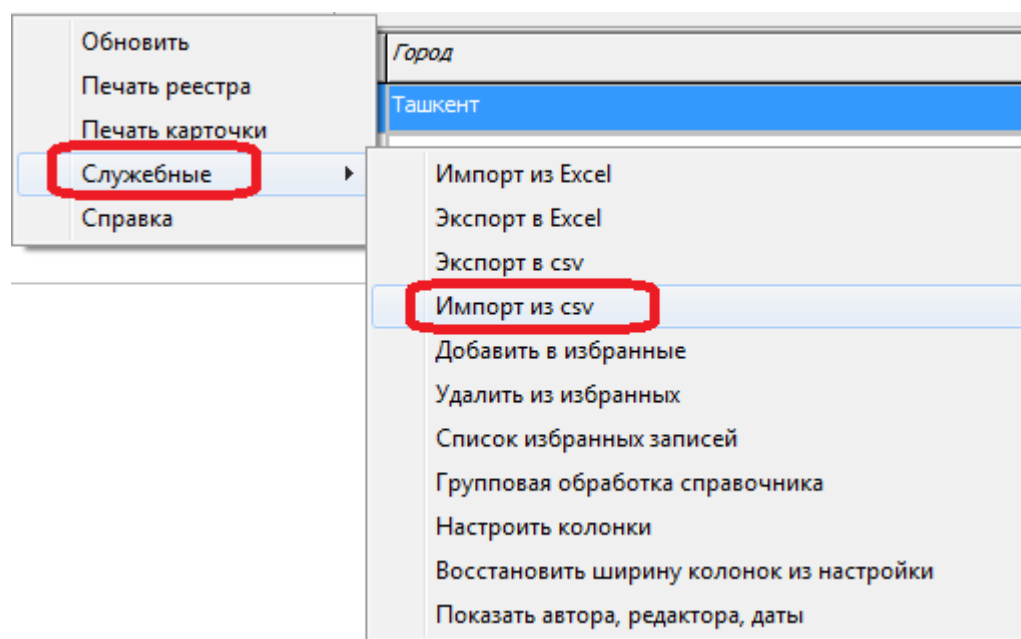 Обновить
Печать реестра
Печать карточки
Служебные
Справка
Город
Ташкент
Импорт из Excel
Экспорт в Excel
Экспорт в csv
Импорт из csv
Добавить в избранные
Удалить из избранных
Список избранных записей
Групповая обработка справочника
Настроить колонки
Восстановить ширину колонок из настройки
Показать автора, редактора, даты